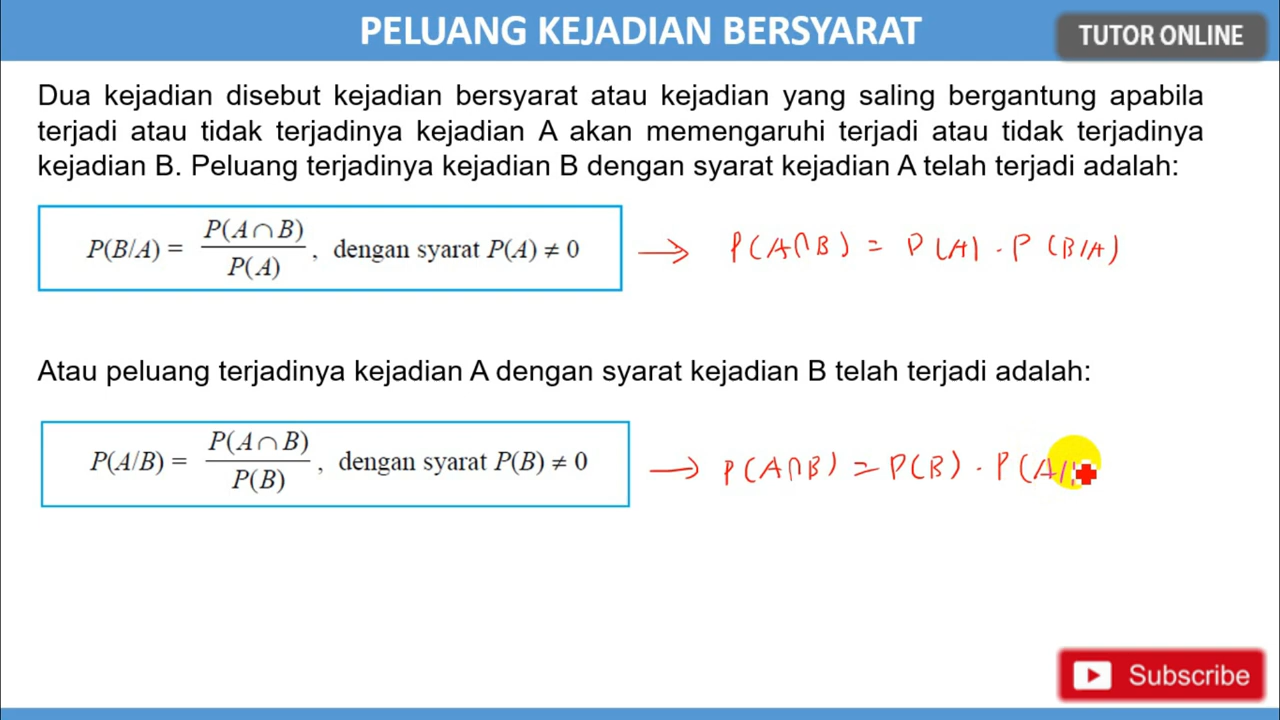 PELUANG KEJADIAN BERSYARAT
TUTOR ONLINE
Dua kejadian disebut kejadian bersyarat atau kejadian yang saling bergantung apabila
terjadi atau tidak terjadinya kejadian A akan memengaruhi terjadi atau tidak terjadinya
kejadian B. Peluang terjadinya kejadian B dengan syarat kejadian A telah terjadi adalah:
P(B/A) = P(A∩B) / P(A) , dengan syarat P(A) ≠ 0 → P(A∩B) = P(A) . P(B/A)
Atau peluang terjadinya kejadian A dengan syarat kejadian B telah terjadi adalah:
P(A/B) = P(A∩B) / P(B) , dengan syarat P(B) ≠ 0 → P(A∩B) = P(B) . P(A/
Subscribe